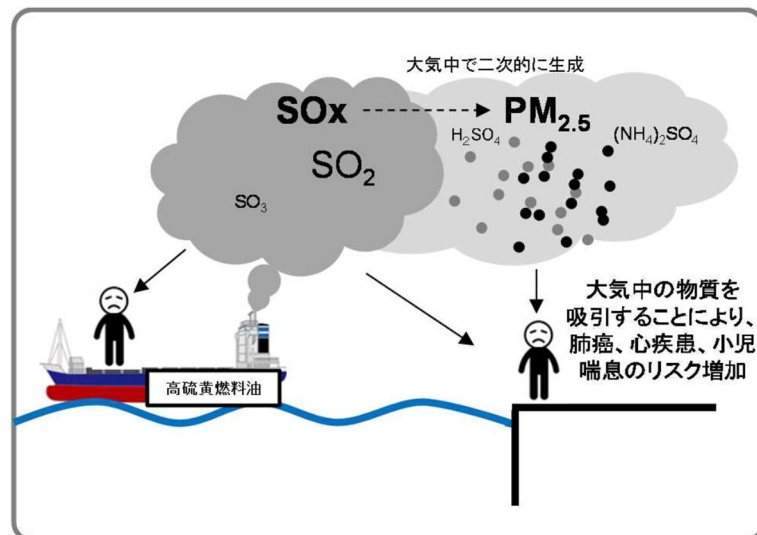 大気中で二次的に生成
SOx
PM2.5
H2SO4
(NH4)2SO4
SO2
SO3
大気中の物質を
吸引することにより、
肺癌、心疾患、小児
喘息のリスク増加
高硫黄燃料油